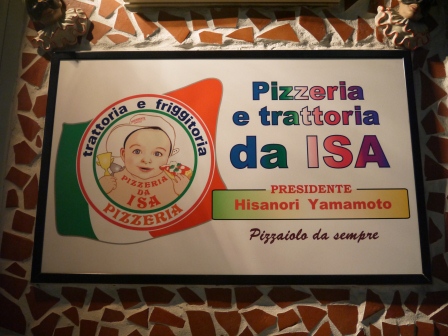 trattoria e friggitoria
PIZZERIA
DA
ISA
PIZZERIA
Pizzeria
e trattoria
da ISA
PRESIDENTE
Hisanori Yamamoto
Pizzaiolo da sempre